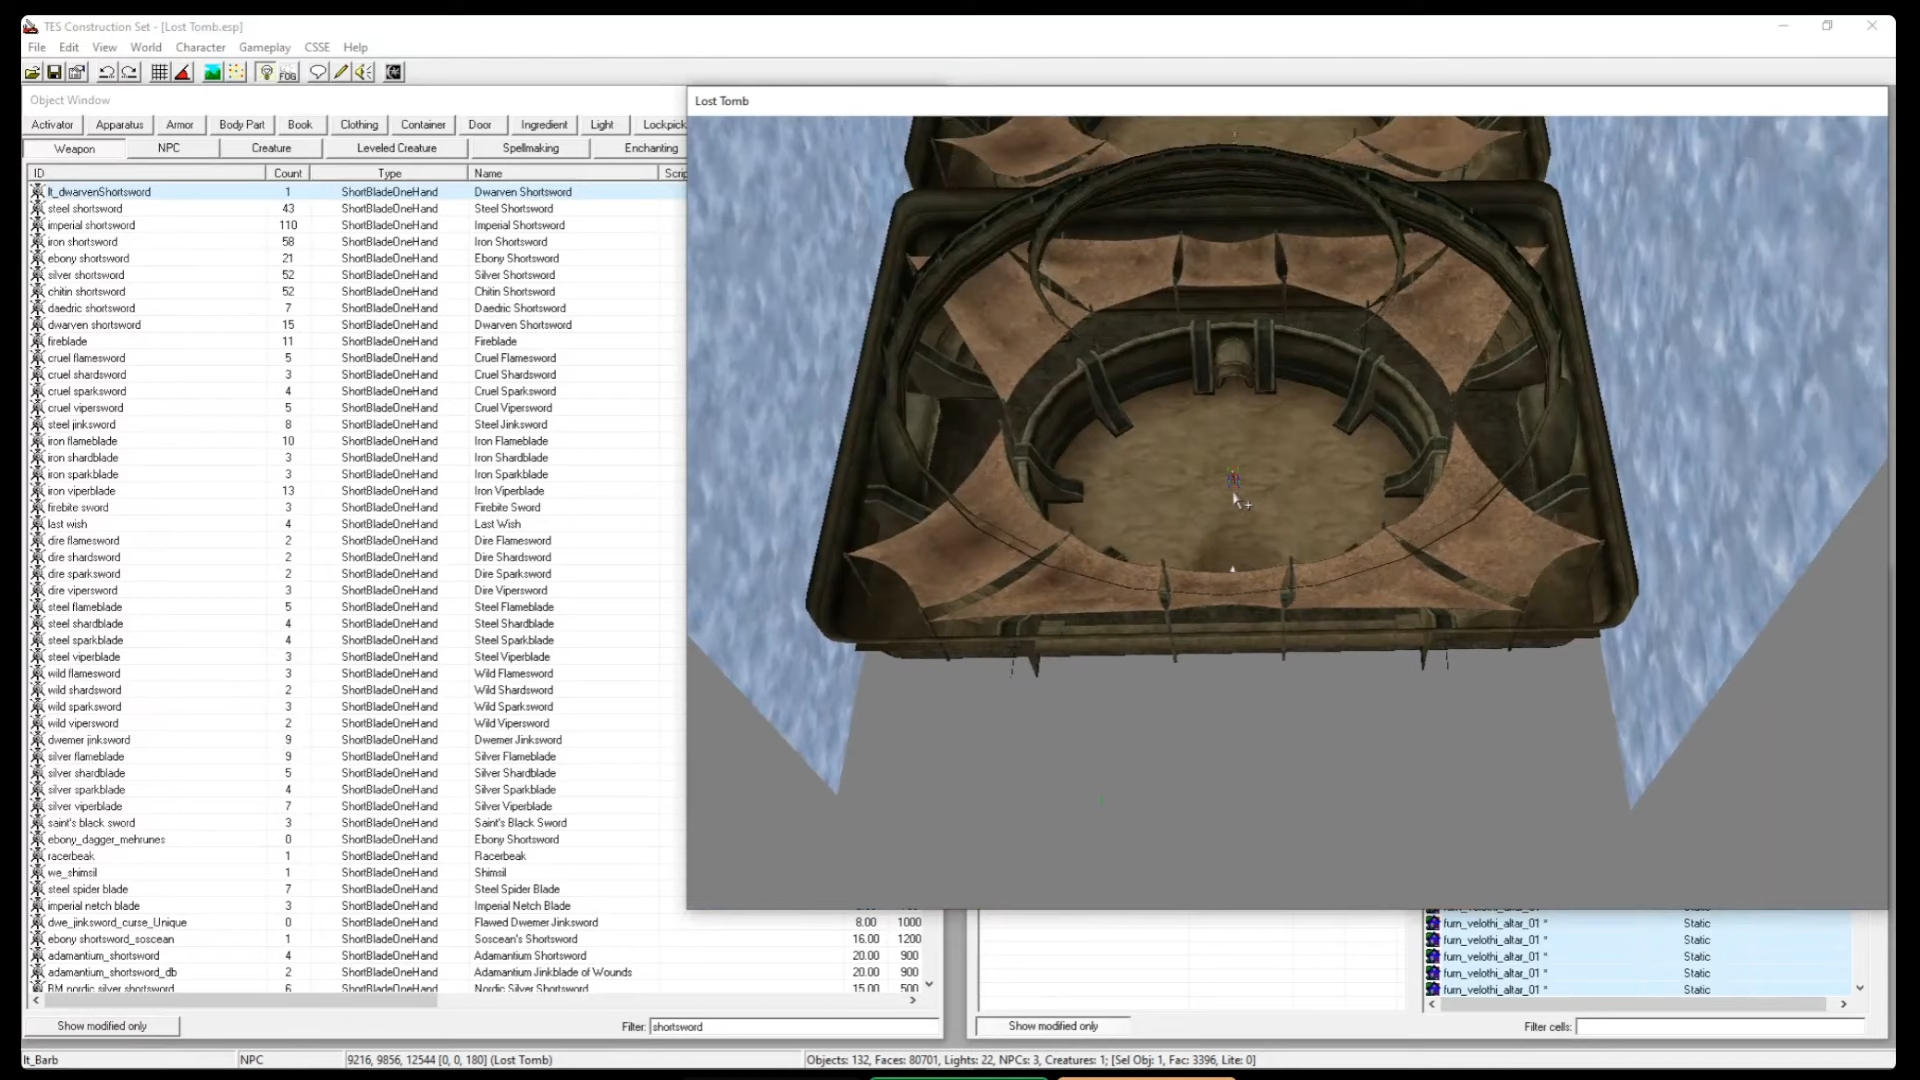 TES Construction Set - [Lost Tomb.esp]
File Edit View World Character Gameplay CSSE Help
FOG
Object Window
Lost Tomb
Activator Apparatus Armor Body Part Book Clothing Container Door Ingredient Light Lockpick
Weapon NPC Creature Leveled Creature Spellmaking Enchanting
ID Count Type Name Scrip
lt_dwarvenShortsword 1 ShortBladeOneHand Dwarven Shortsword
steel shortsword 43 ShortBladeOneHand Steel Shortsword
imperial shortsword 110 ShortBladeOneHand Imperial Shortsword
iron shortsword 58 ShortBladeOneHand Iron Shortsword
ebony shortsword 21 ShortBladeOneHand Ebony Shortsword
silver shortsword 52 ShortBladeOneHand Silver Shortsword
chitin shortsword 52 ShortBladeOneHand Chitin Shortsword
daedric shortsword 7 ShortBladeOneHand Daedric Shortsword
dwarven shortsword 15 ShortBladeOneHand Dwarven Shortsword
fireblade 11 ShortBladeOneHand Fireblade
cruel flamesword 5 ShortBladeOneHand Cruel Flamesword
cruel shardsword 3 ShortBladeOneHand Cruel Shardsword
cruel sparksword 4 ShortBladeOneHand Cruel Sparksword
cruel vipersword 5 ShortBladeOneHand Cruel Vipersword
steel jinksword 8 ShortBladeOneHand Steel Jinksword
iron flameblade 10 ShortBladeOneHand Iron Flameblade
iron shardblade 3 ShortBladeOneHand Iron Shardblade
iron sparkblade 3 ShortBladeOneHand Iron Sparkblade
iron viperblade 13 ShortBladeOneHand Iron Viperblade
firebite sword 3 ShortBladeOneHand Firebite Sword
last wish 4 ShortBladeOneHand Last Wish
dire flamesword 2 ShortBladeOneHand Dire Flamesword
dire shardsword 2 ShortBladeOneHand Dire Shardsword
dire sparksword 2 ShortBladeOneHand Dire Sparksword
dire vipersword 3 ShortBladeOneHand Dire Vipersword
steel flameblade 5 ShortBladeOneHand Steel Flameblade
steel shardblade 4 ShortBladeOneHand Steel Shardblade
steel sparkblade 4 ShortBladeOneHand Steel Sparkblade
steel viperblade 3 ShortBladeOneHand Steel Viperblade
wild flamesword 3 ShortBladeOneHand Wild Flamesword
wild shardsword 2 ShortBladeOneHand Wild Shardsword
wild sparksword 3 ShortBladeOneHand Wild Sparksword
wild vipersword 2 ShortBladeOneHand Wild Vipersword
dwemer jinksword 9 ShortBladeOneHand Dwemer Jinksword
silver flameblade 9 ShortBladeOneHand Silver Flameblade
silver shardblade 5 ShortBladeOneHand Silver Shardblade
silver sparkblade 4 ShortBladeOneHand Silver Sparkblade
silver viperblade 7 ShortBladeOneHand Silver Viperblade
saint's black sword 3 ShortBladeOneHand Saint's Black Sword
ebony_dagger_mehrunes 0 ShortBladeOneHand Ebony Shortsword
racerbeak 1 ShortBladeOneHand Racerbeak
we_shimsil 1 ShortBladeOneHand Shimsil
steel spider blade 7 ShortBladeOneHand Steel Spider Blade
imperial netch blade 3 ShortBladeOneHand Imperial Netch Blade
dwe_jinksword_curse_Unique 0 ShortBladeOneHand Flawed Dwemer Jinksword 8.00 1000
ebony shortsword_soscean 1 ShortBladeOneHand Soscean's Shortsword 16.00 1200
adamantium_shortsword 4 ShortBladeOneHand Adamantium Shortsword 20.00 900
adamantium_shortsword_db 2 ShortBladeOneHand Adamantium Jinkblade of Wounds 20.00 900
BM nordic silver shortsword 6 ShortBladeOneHand Nordic Silver Shortsword 15.00 500
furn_velothi_altar_01 * Static
furn_velothi_altar_01 * Static
furn_velothi_altar_01 * Static
furn_velothi_altar_01 * Static
furn_velothi_altar_01 * Static
Show modified only Filter: shortsword Show modified only Filter cells:
lt_Barb NPC 9216, 9856, 12544 [0, 0, 180] (Lost Tomb) Objects: 132, Faces: 80701, Lights: 22, NPCs: 3, Creatures: 1; [Sel Obj: 1, Fac: 3396, Lite: 0]